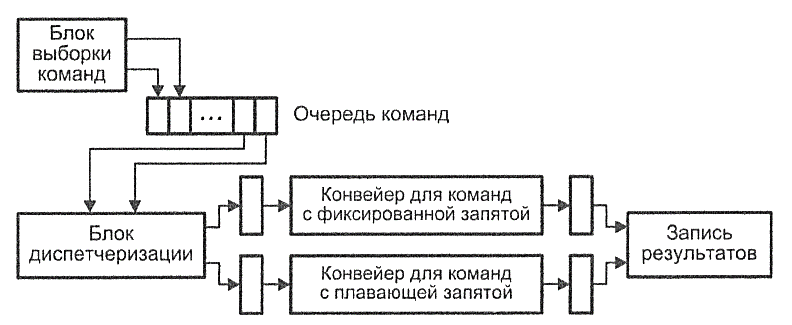 Блок
выборки
команд
...
Очередь команд
Конвейер для команд
с фиксированной запятой
Блок
диспетчеризации
Запись
результатов
Конвейер для команд
с плавающей запятой